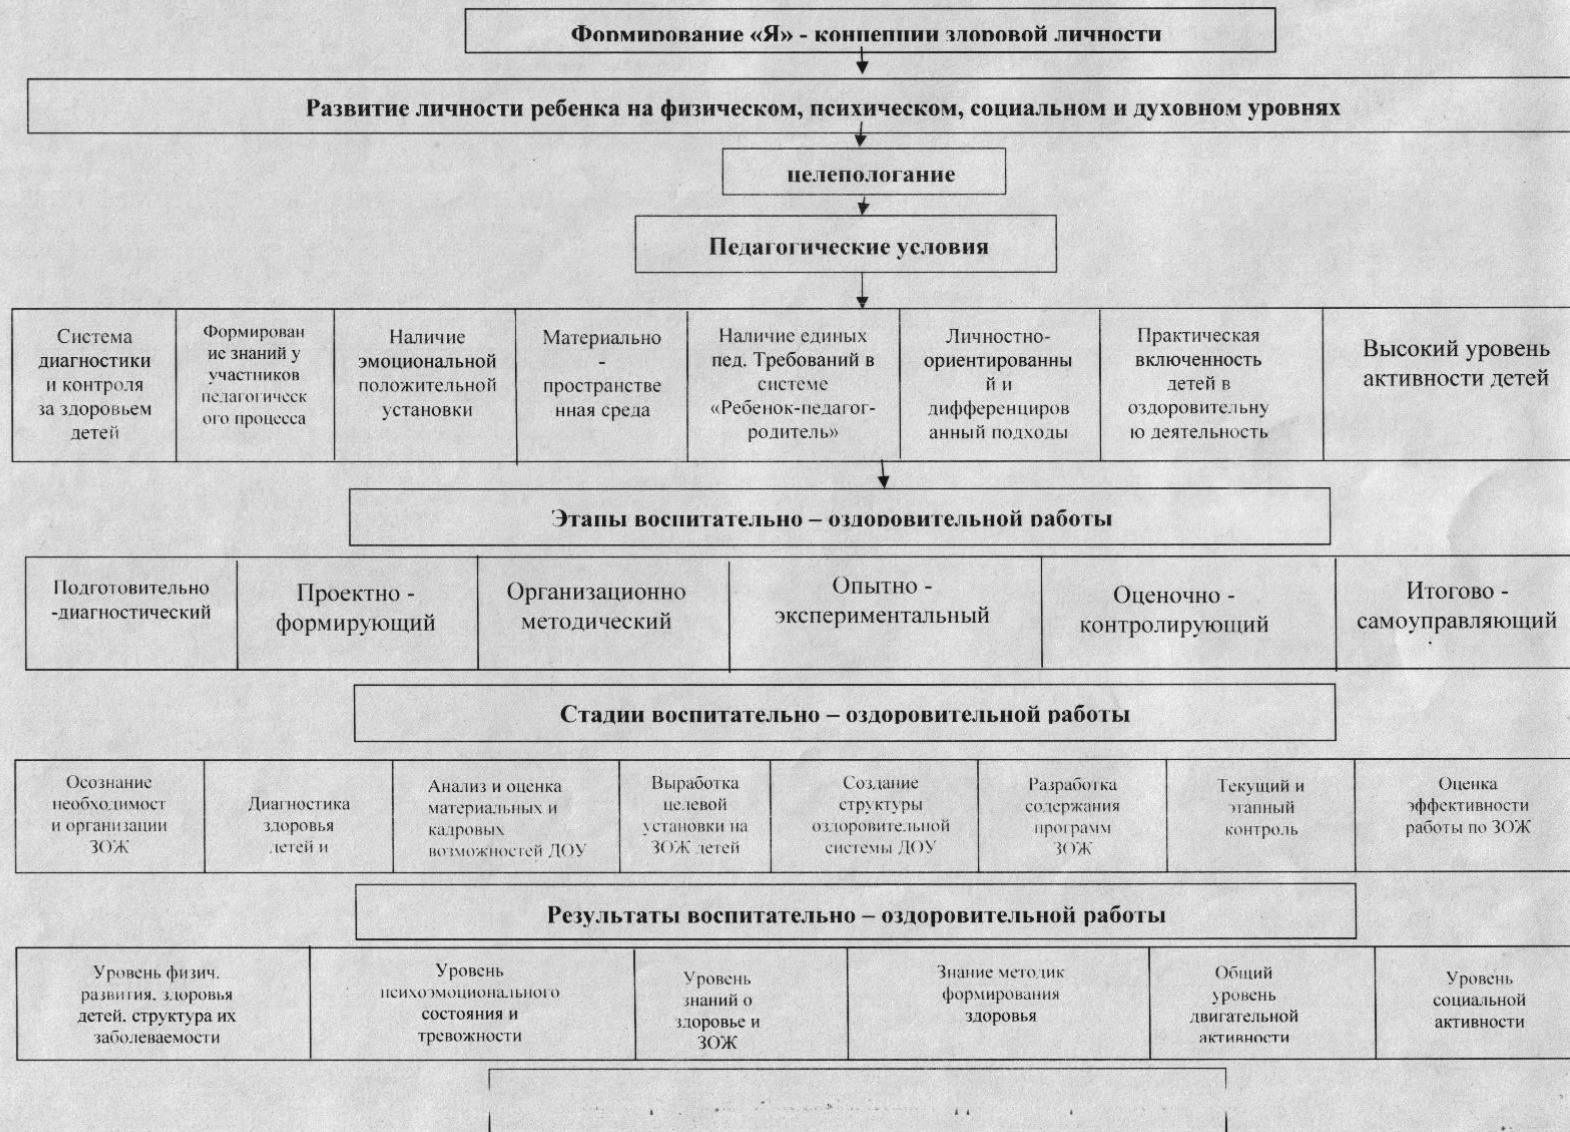 Формирование «Я» - концепции здоровой личности
Развитие личности ребенка на физическом, психическом, социальном и духовном уровнях
целепологание
Педагогические условия
Система
диагностики
и контроля
за здоровьем
детей
Формирован
ие знаний у
участников
педагогическ
ого процесса
Наличие
эмоциональной
положительной
установки
Материально
-
пространстве
нная среда
Наличие единых
пед. Требований в
системе
«Ребенок-педагог-
родитель»
Личностно-
ориентированны
й и
дифференциров
анный подходы
Практическая
включенность
детей в
оздоровительну
ю деятельность
Высокий уровень
активности детей
Этапы воспитательно – оздоровительной работы
Подготовительно
-диагностический
Проектно -
формирующий
Организационно
методический
Опытно -
экспериментальный
Оценочно -
контролирующий
Итогово -
самоуправляющий
Стадии воспитательно – оздоровительной работы
Осознание
необходимост
и организации
ЗОЖ
Диагностика
здоровья
детей и
Анализ и оценка
материальных и
кадровых
возможностей ДОУ
Выработка
целевой
установки на
ЗОЖ детей
Создание
структуры
оздоровительной
системы ДОУ
Разработка
содержания
программ
ЗОЖ
Текущий и
этапный
контроль
Оценка
эффективности
работы по ЗОЖ
Результаты воспитательно – оздоровительной работы
Уровень физич.
развития, здоровья
детей, структура их
заболеваемости
Уровень
психоэмоционального
состояния и
тревожности
Уровень
знаний о
здоровье и
ЗОЖ
Знание методик
формирования
здоровья
Общий
уровень
двигательной
активности
Уровень
социальной
активности